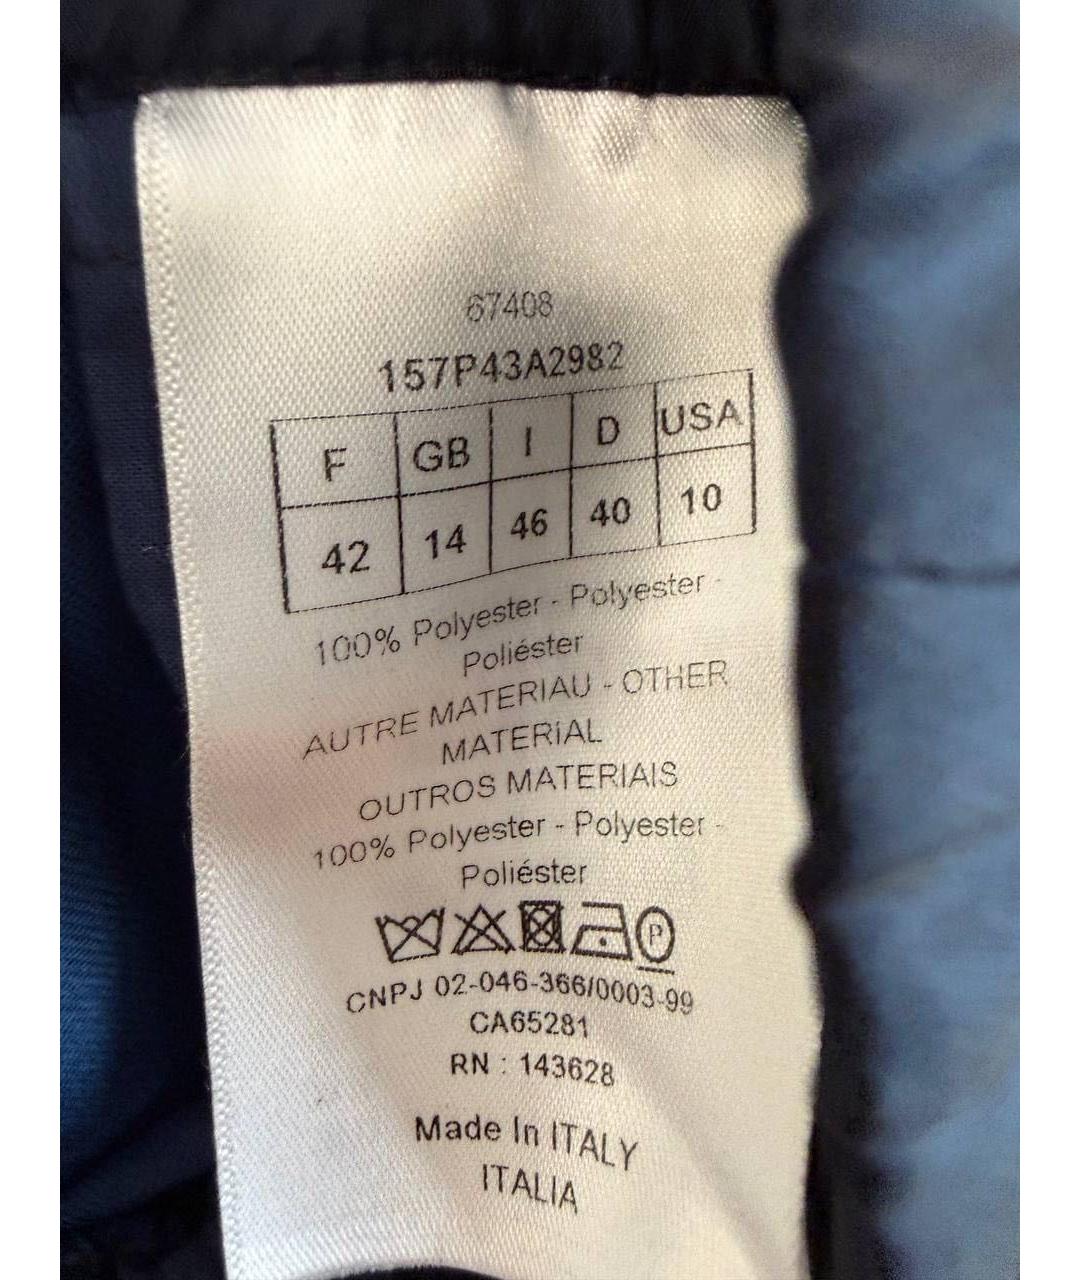 67408
157P43A2982
F GB I D USA
42 14 46 40 10
100% Polyester - Polyester -
Poliéster
AUTRE MATERIAU - OTHER
MATERIAL
OUTROS MATERIAIS
100% Polyester - Polyester -
Poliéster
P
CNPJ 02-046-366/0003-99
CA65281
RN : 143628
Made In ITALY
ITALIA